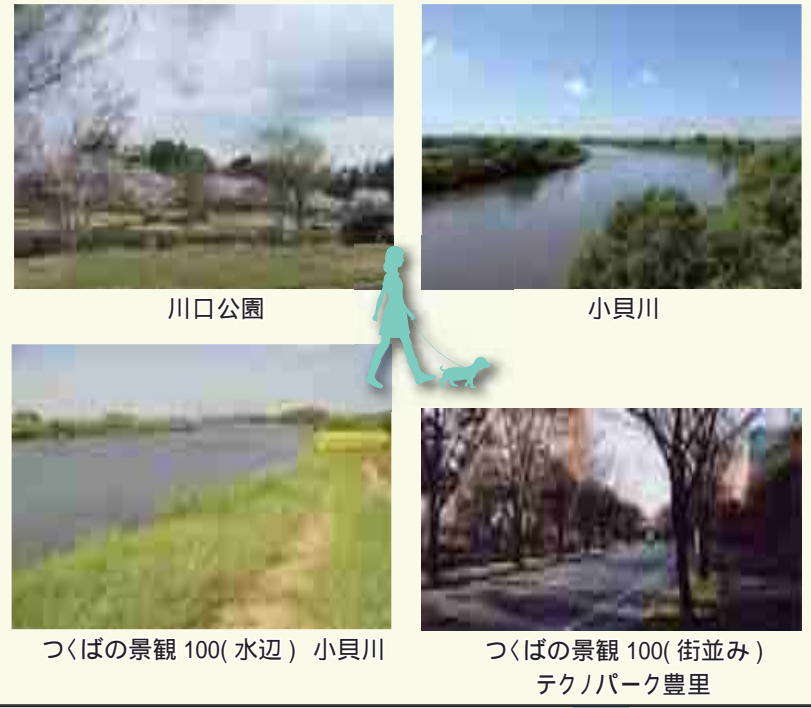 川口公園
小貝川
つくばの景観 100( 水辺 ) 小貝川
つくばの景観 100( 街並み )
テクノパーク豊里